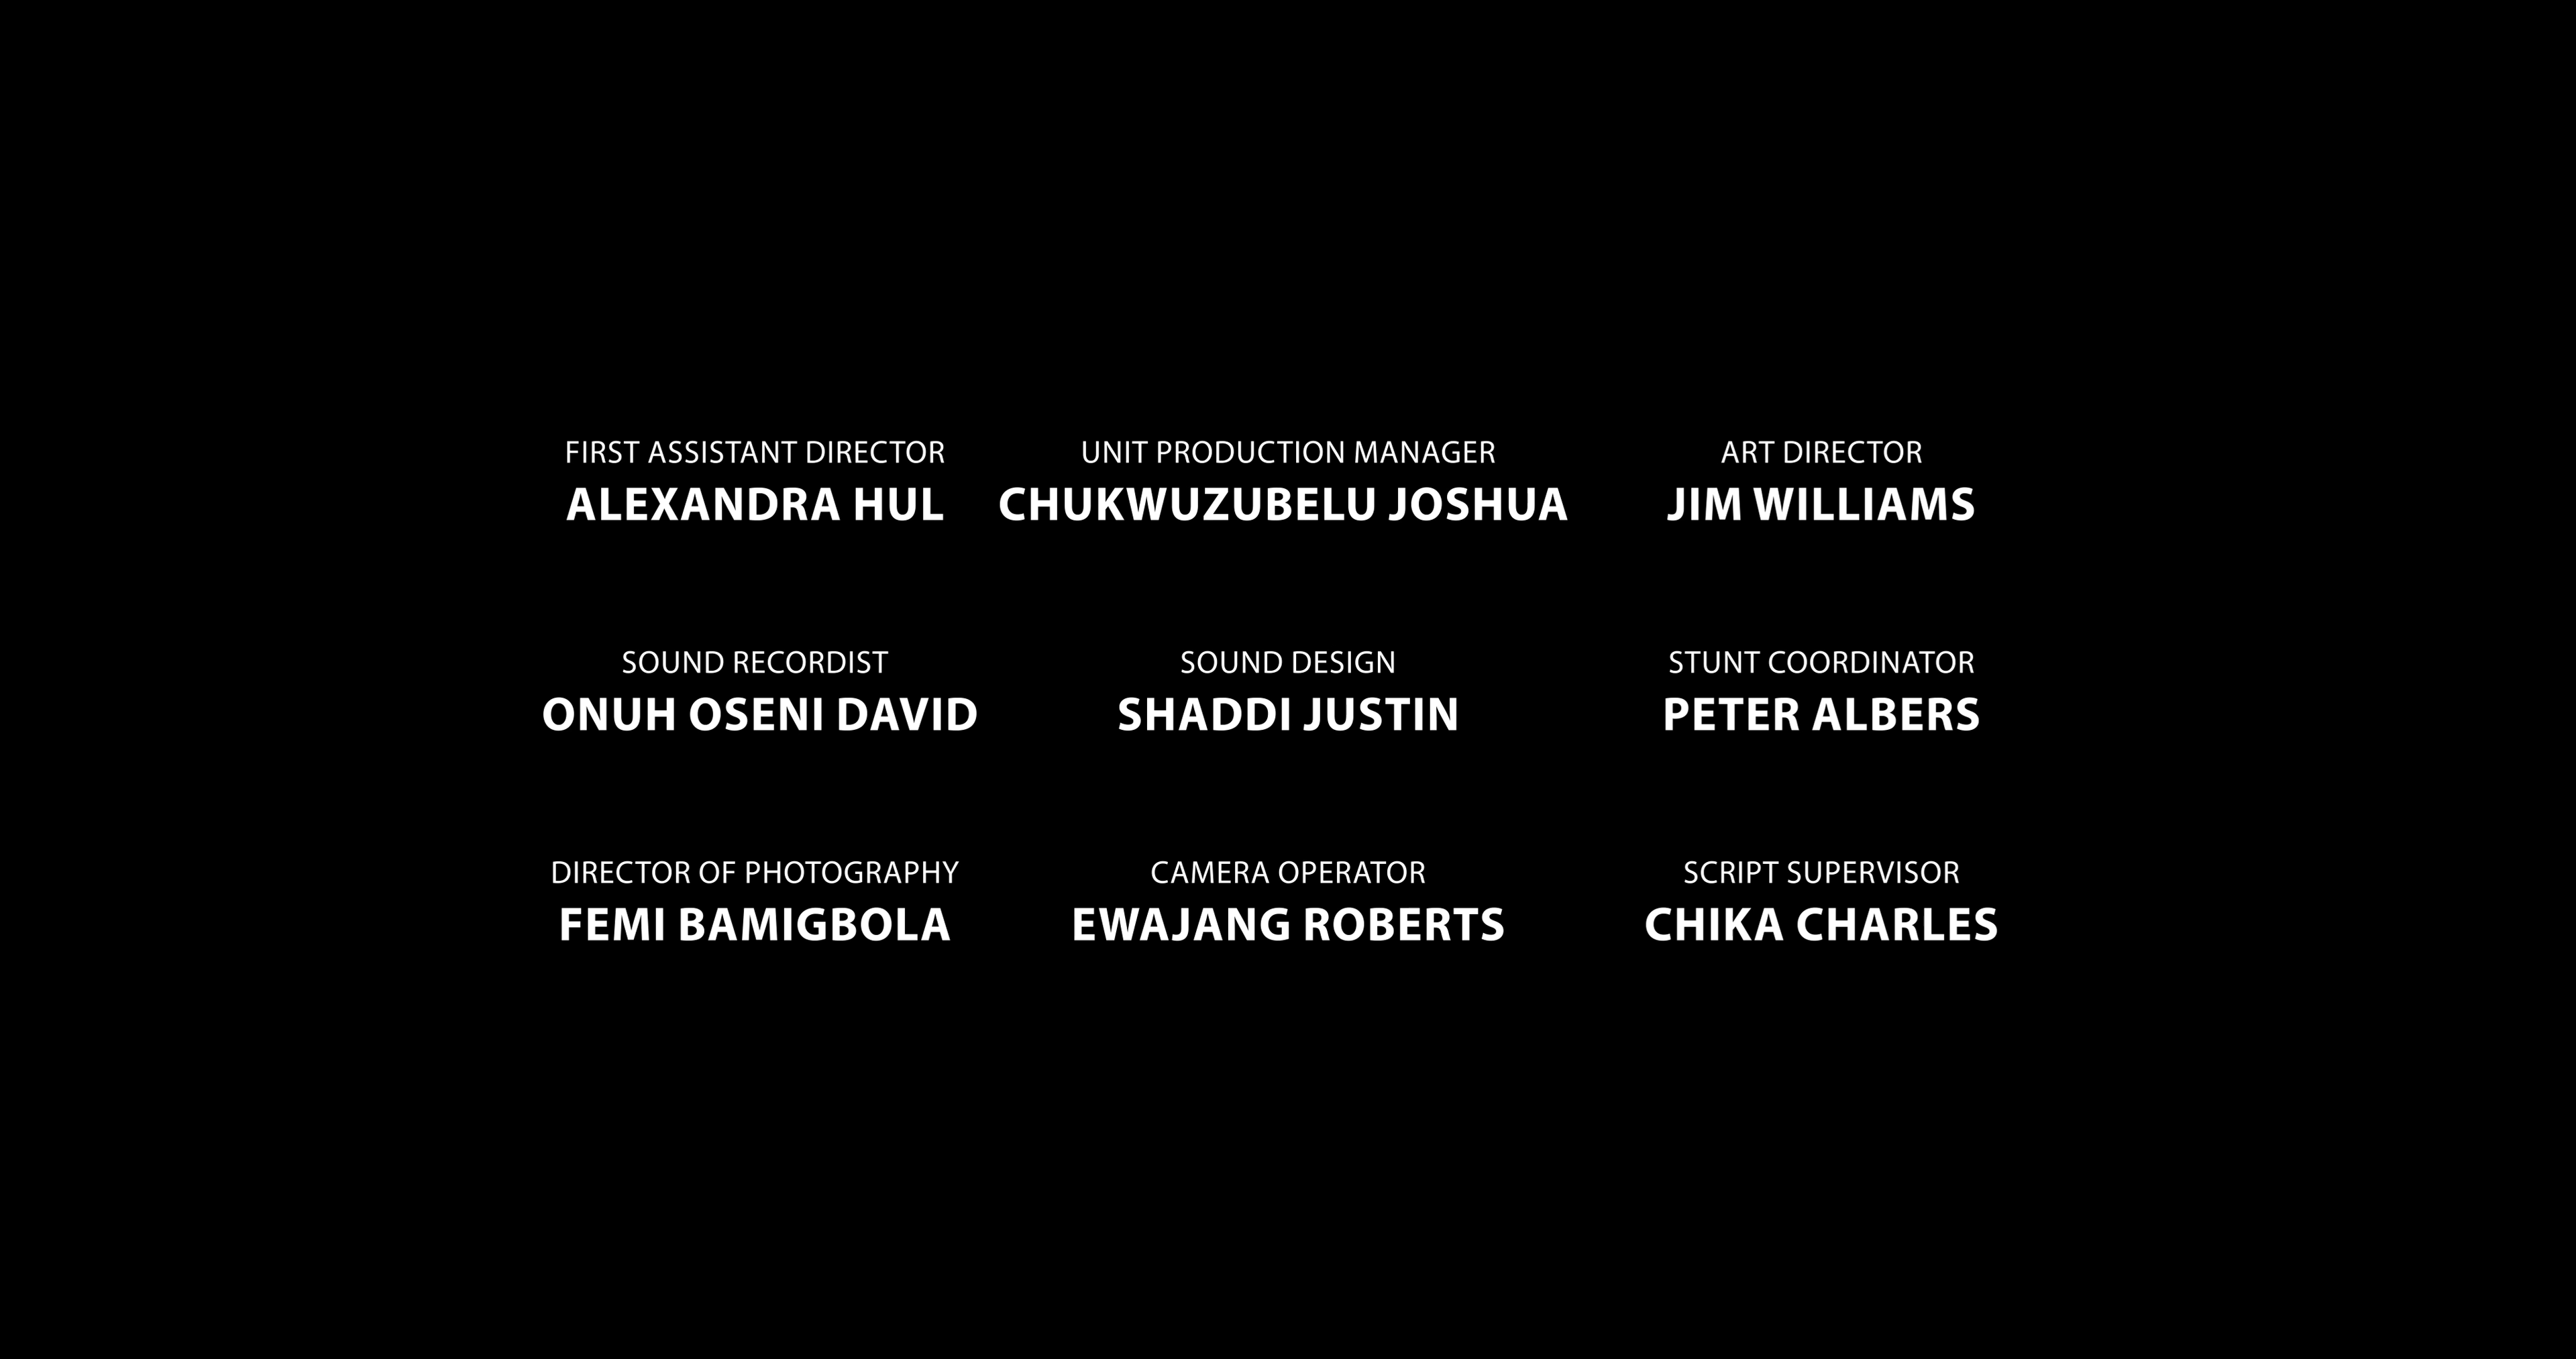 FIRST ASSISTANT DIRECTOR
ALEXANDRA HUL
UNIT PRODUCTION MANAGER
CHUKWUZUBELU JOSHUA
ART DIRECTOR
JIM WILLIAMS
SOUND RECORDIST
ONUH OSENI DAVID
SOUND DESIGN
SHADDI JUSTIN
STUNT COORDINATOR
PETER ALBERS
DIRECTOR OF PHOTOGRAPHY
FEMI BAMIGBOLA
CAMERA OPERATOR
EWAJANG ROBERTS
SCRIPT SUPERVISOR
CHIKA CHARLES